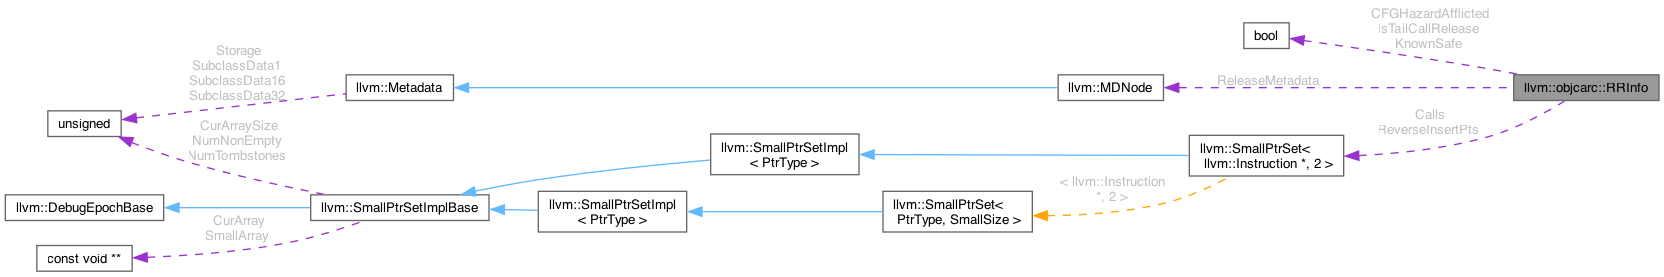 CFGHazardAfflicted
IsTailCallRelease
KnownSafe
bool
Storage
SubclassData1
SubclassData16
SubclassData32
llvm::Metadata
ReleaseMetadata
llvm::MDNode
llvm::objcarc::RRInfo
unsigned
CurArraySize
NumNonEmpty
NumTombstones
Calls
ReverseInsertPts
llvm::SmallPtrSetImpl
< PtrType >
llvm::SmallPtrSet<
llvm::Instruction *, 2 >
< llvm::Instruction
*, 2 >
llvm::DebugEpochBase
llvm::SmallPtrSetImplBase
llvm::SmallPtrSetImpl
< PtrType >
llvm::SmallPtrSet<
PtrType, SmallSize >
CurArray
SmallArray
const void **